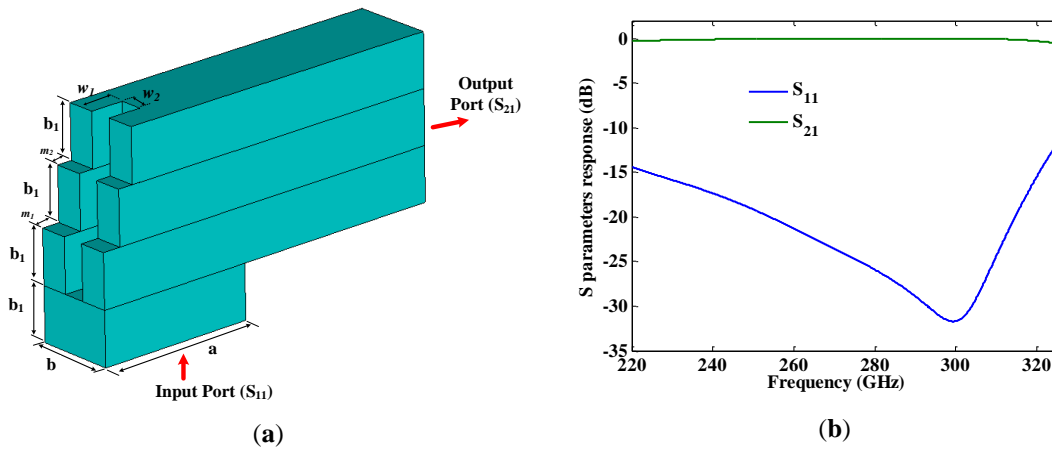 w1
w2
b1
m2
b1
m1
b1
b1
b
a
Output
Port (S21)
Input Port (S11)
(a)
0
-5
-10
-15
-20
-25
-30
-35
S parameters response (dB)
S11
S21
220
240
260
280
300
320
Frequency (GHz)
(b)